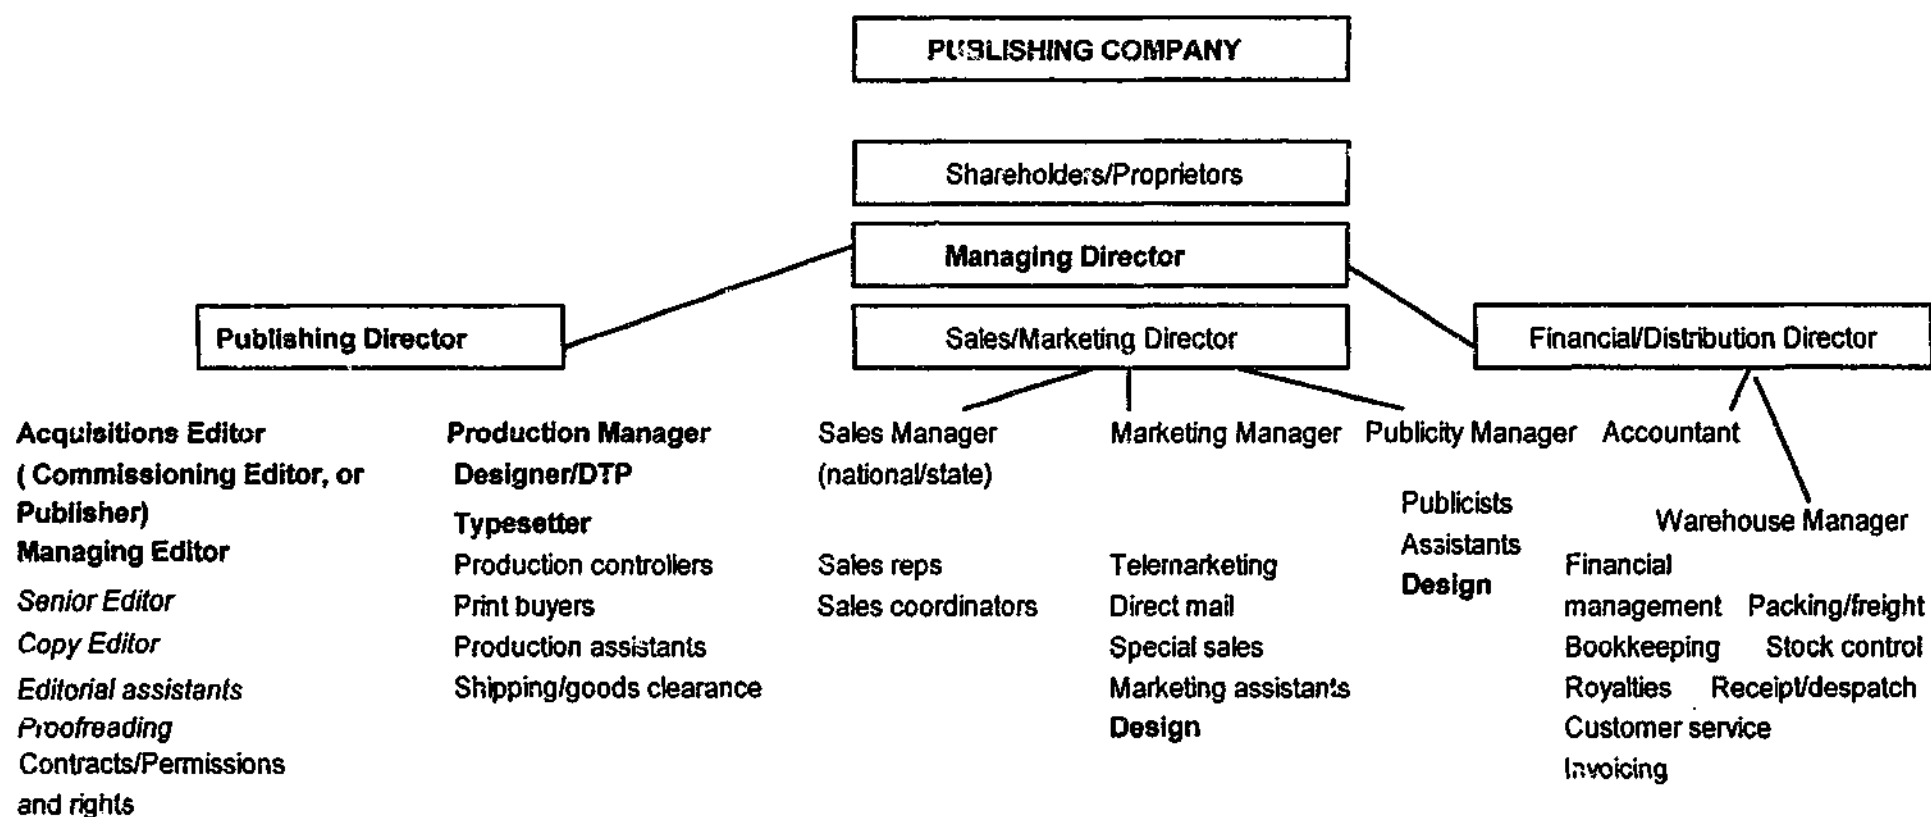 PUBLISHING COMPANY
Shareholders/Proprietors
Managing Director
Publishing Director
Sales/Marketing Director
Financial/Distribution Director
Acquisitions Editor
( Commissioning Editor, or
Publisher)
Managing Editor
Senior Editor
Copy Editor
Editorial assistants
Proofreading
Contracts/Permissions
and rights
Production Manager
Designer/DTP
Typesetter
Production controllers
Print buyers
Production assistants
Shipping/goods clearance
Sales Manager
(national/state)
Sales reps
Sales coordinators
Marketing Manager
Telemarketing
Direct mail
Special sales
Marketing assistants
Design
Publicity Manager
Publicists
Assistants
Design
Accountant
Financial
management
Bookkeeping
Royalties
Customer service
Invoicing
Warehouse Manager
Packing/freight
Stock control
Receipt/despatch